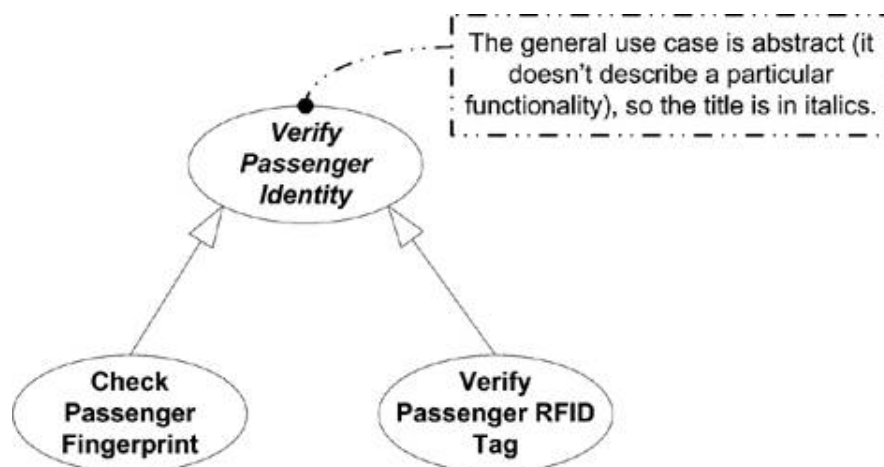 The general use case is abstract (it
doesn't describe a particular
functionality), so the title is in italics.
Verify
Passenger
Identity
Check
Passenger
Fingerprint
Verify
Passenger RFID
Tag